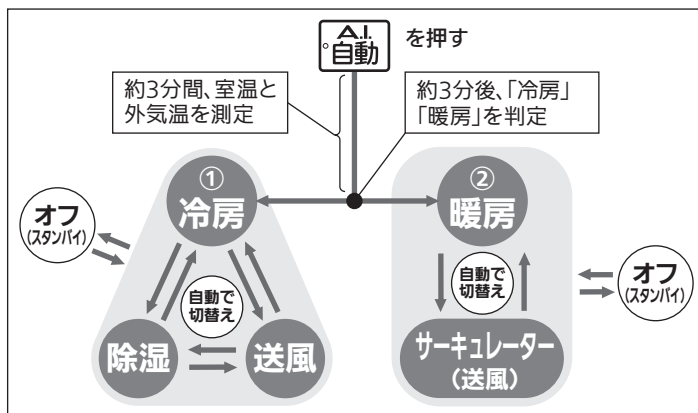 A.I.
自動
を押す
約3分間、室温と
外気温を測定
約3分後、「冷房」
「暖房」を判定
①
冷房
②
暖房
オフ
(スタンバイ)
自動で
切替え
自動で
切替え
オフ
(スタンバイ)
除湿
送風
サーキュレーター
(送風)